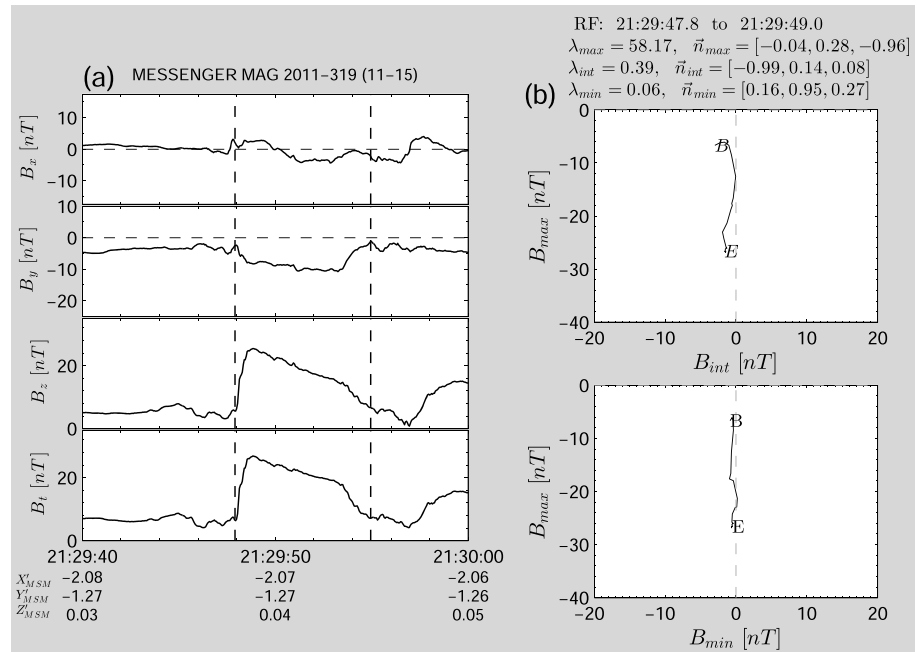 RF: 21:29:47.8 to 21:29:49.0
λmax = 58.17, n⃗max = [−0.04, 0.28, −0.96]
λint = 0.39, n⃗int = [−0.99, 0.14, 0.08]
λmin = 0.06, n⃗min = [0.16, 0.95, 0.27]
(a) MESSENGER MAG 2011–319 (11–15)
Bx [nT]
10
0
−10
By [nT]
10
0
−10
−20
Bz [nT]
20
0
Bt [nT]
20
0
21:29:40 21:29:50 21:30:00
X′MSM −2.08 −2.07 −2.06
Y′MSM −1.27 −1.27 −1.26
Z′MSM 0.03 0.04 0.05
(b)
Bmax [nT]
0
−10
−20
−30
−40
B
E
−20 −10 0 10 20
Bint [nT]
Bmax [nT]
0
−10
−20
−30
−40
B
E
−20 −10 0 10 20
Bmin [nT]